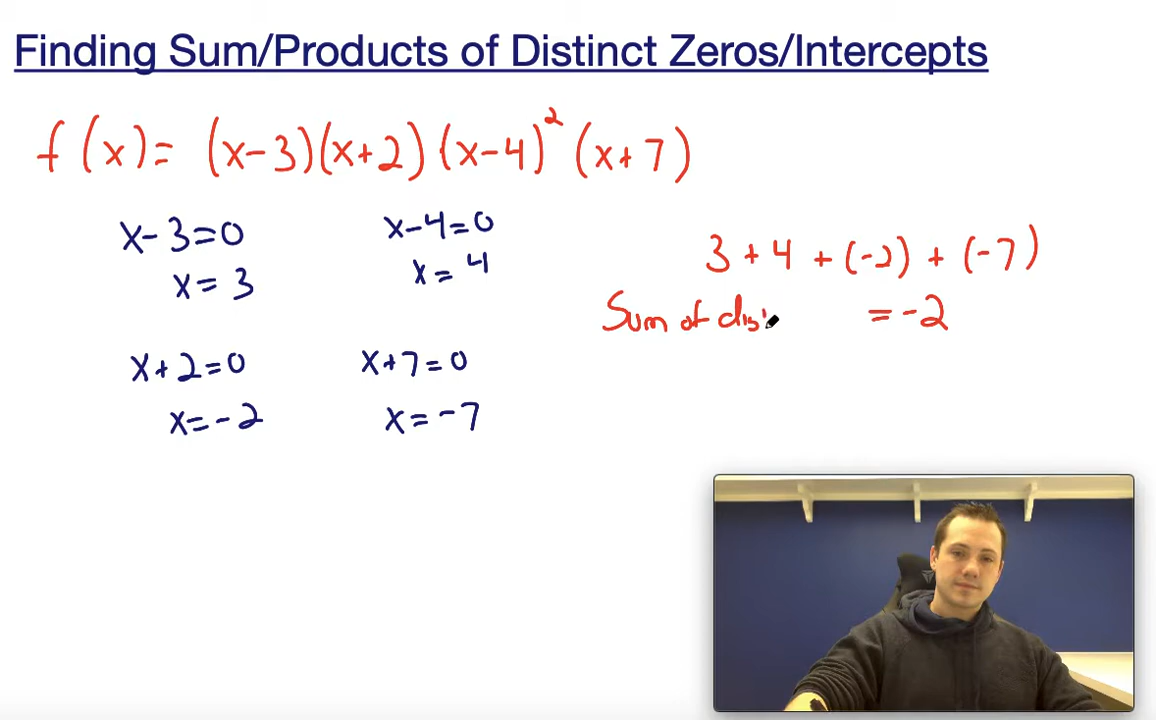 Finding Sum/Products of Distinct Zeros/Intercepts
f(x) = (x-3)(x+2)(x-4)² (x+7)
x-3=0
x = 3
x-4=0
x = 4
x+2=0
x=-2
x+7=0
x= -7
3 + 4 + (-2) + (-7)
Sum of dis
= -2